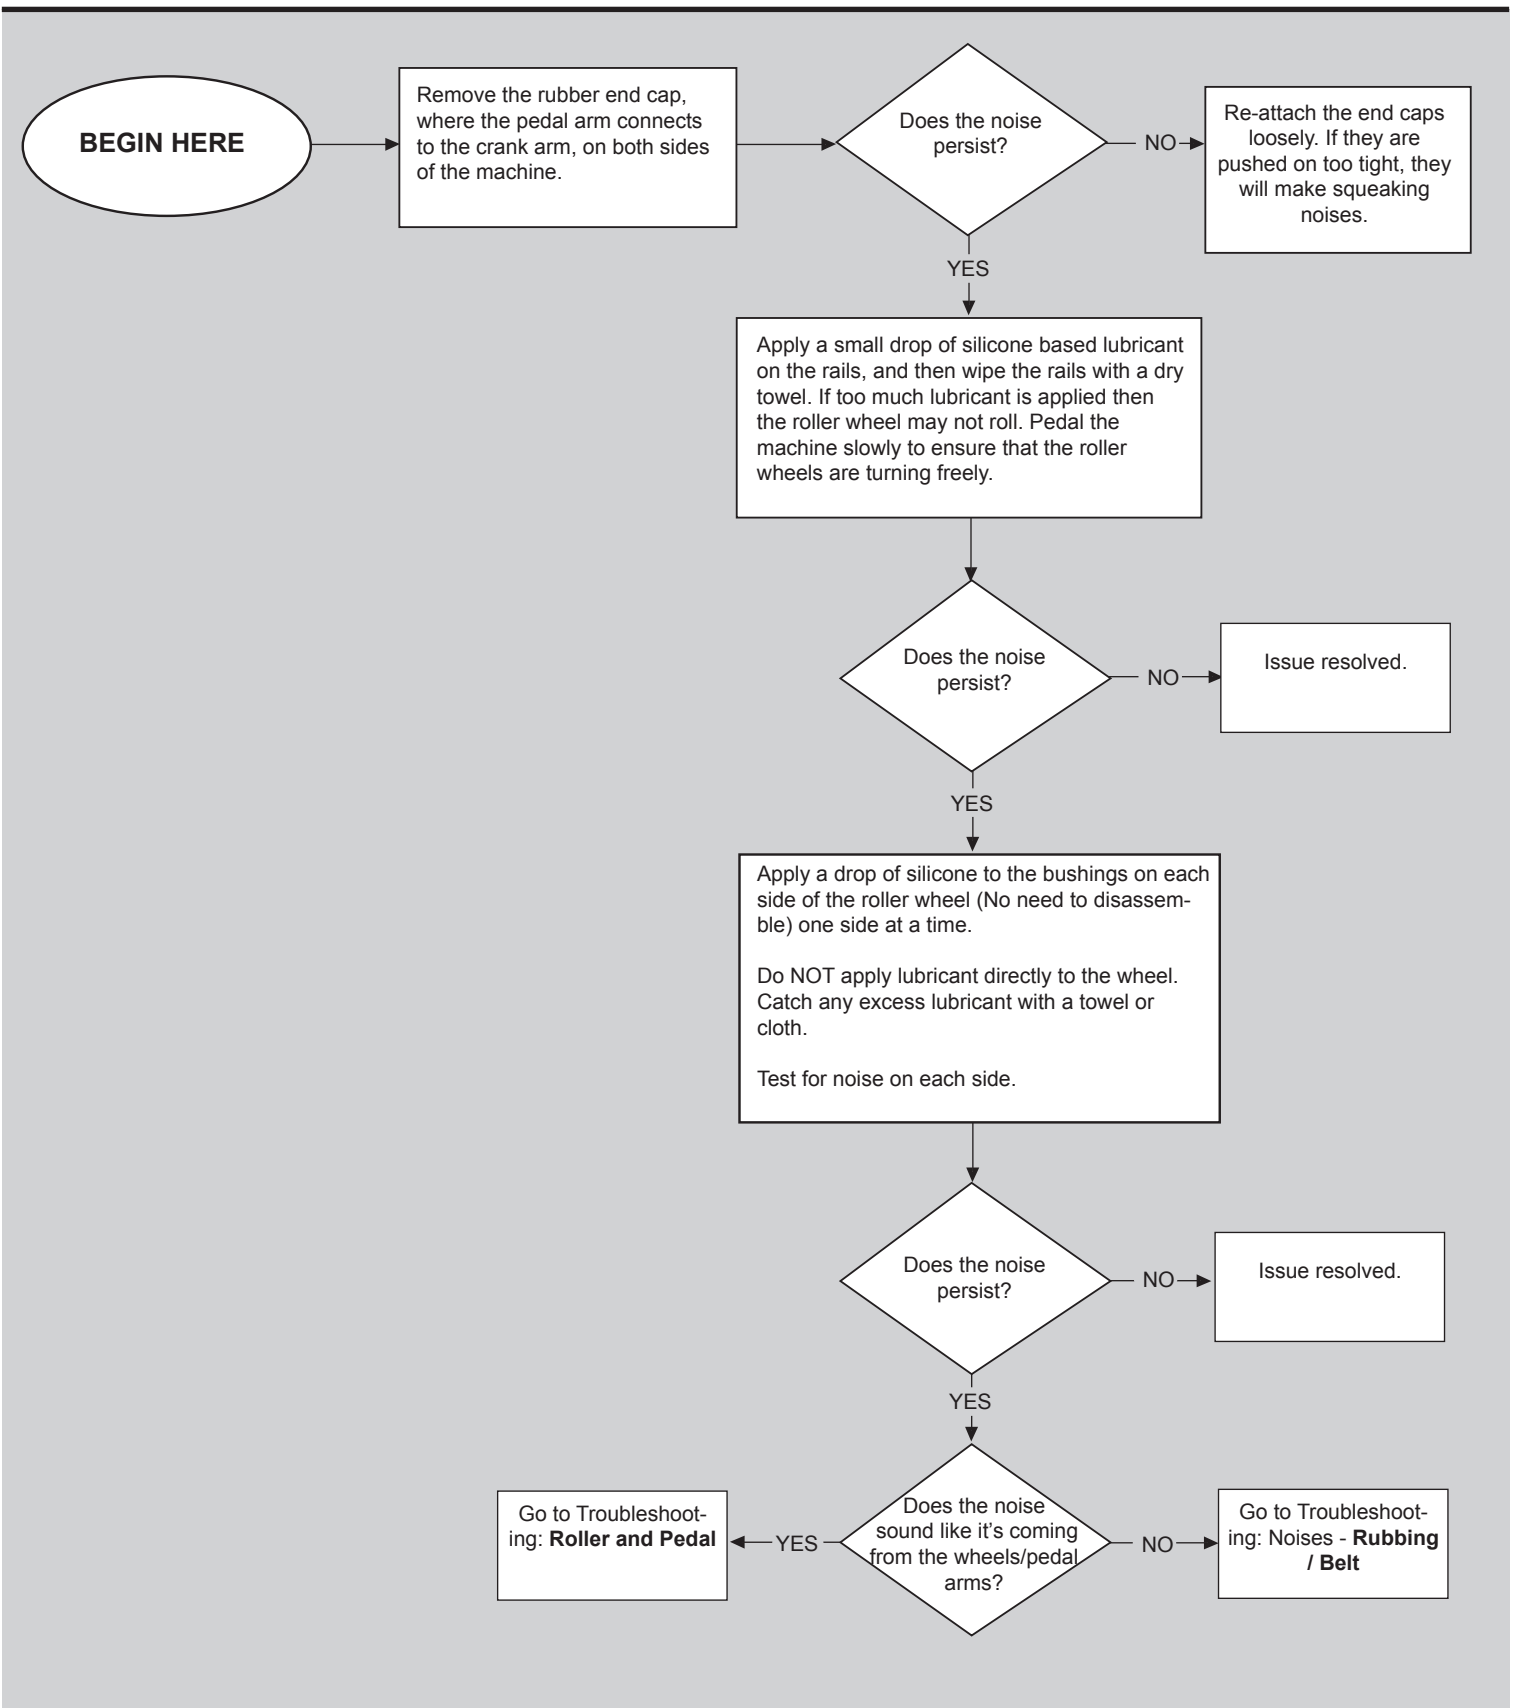 BEGIN HERE
Remove the rubber end cap,
where the pedal arm connects
to the crank arm, on both sides
of the machine.
Does the noise
persist?
NO
Re-attach the end caps
loosely. If they are
pushed on too tight, they
will make squeaking
noises.
YES
Apply a small drop of silicone based lubricant
on the rails, and then wipe the rails with a dry
towel. If too much lubricant is applied then
the roller wheel may not roll. Pedal the
machine slowly to ensure that the roller
wheels are turning freely.
Does the noise
persist?
NO
Issue resolved.
YES
Apply a drop of silicone to the bushings on each
side of the roller wheel (No need to disassem-
ble) one side at a time.
Do NOT apply lubricant directly to the wheel.
Catch any excess lubricant with a towel or
cloth.
Test for noise on each side.
Does the noise
persist?
NO
Issue resolved.
YES
Does the noise
sound like it's coming
from the wheels/pedal
arms?
YES
Go to Troubleshoot-
ing: Roller and Pedal
NO
Go to Troubleshoot-
ing: Noises - Rubbing
/ Belt